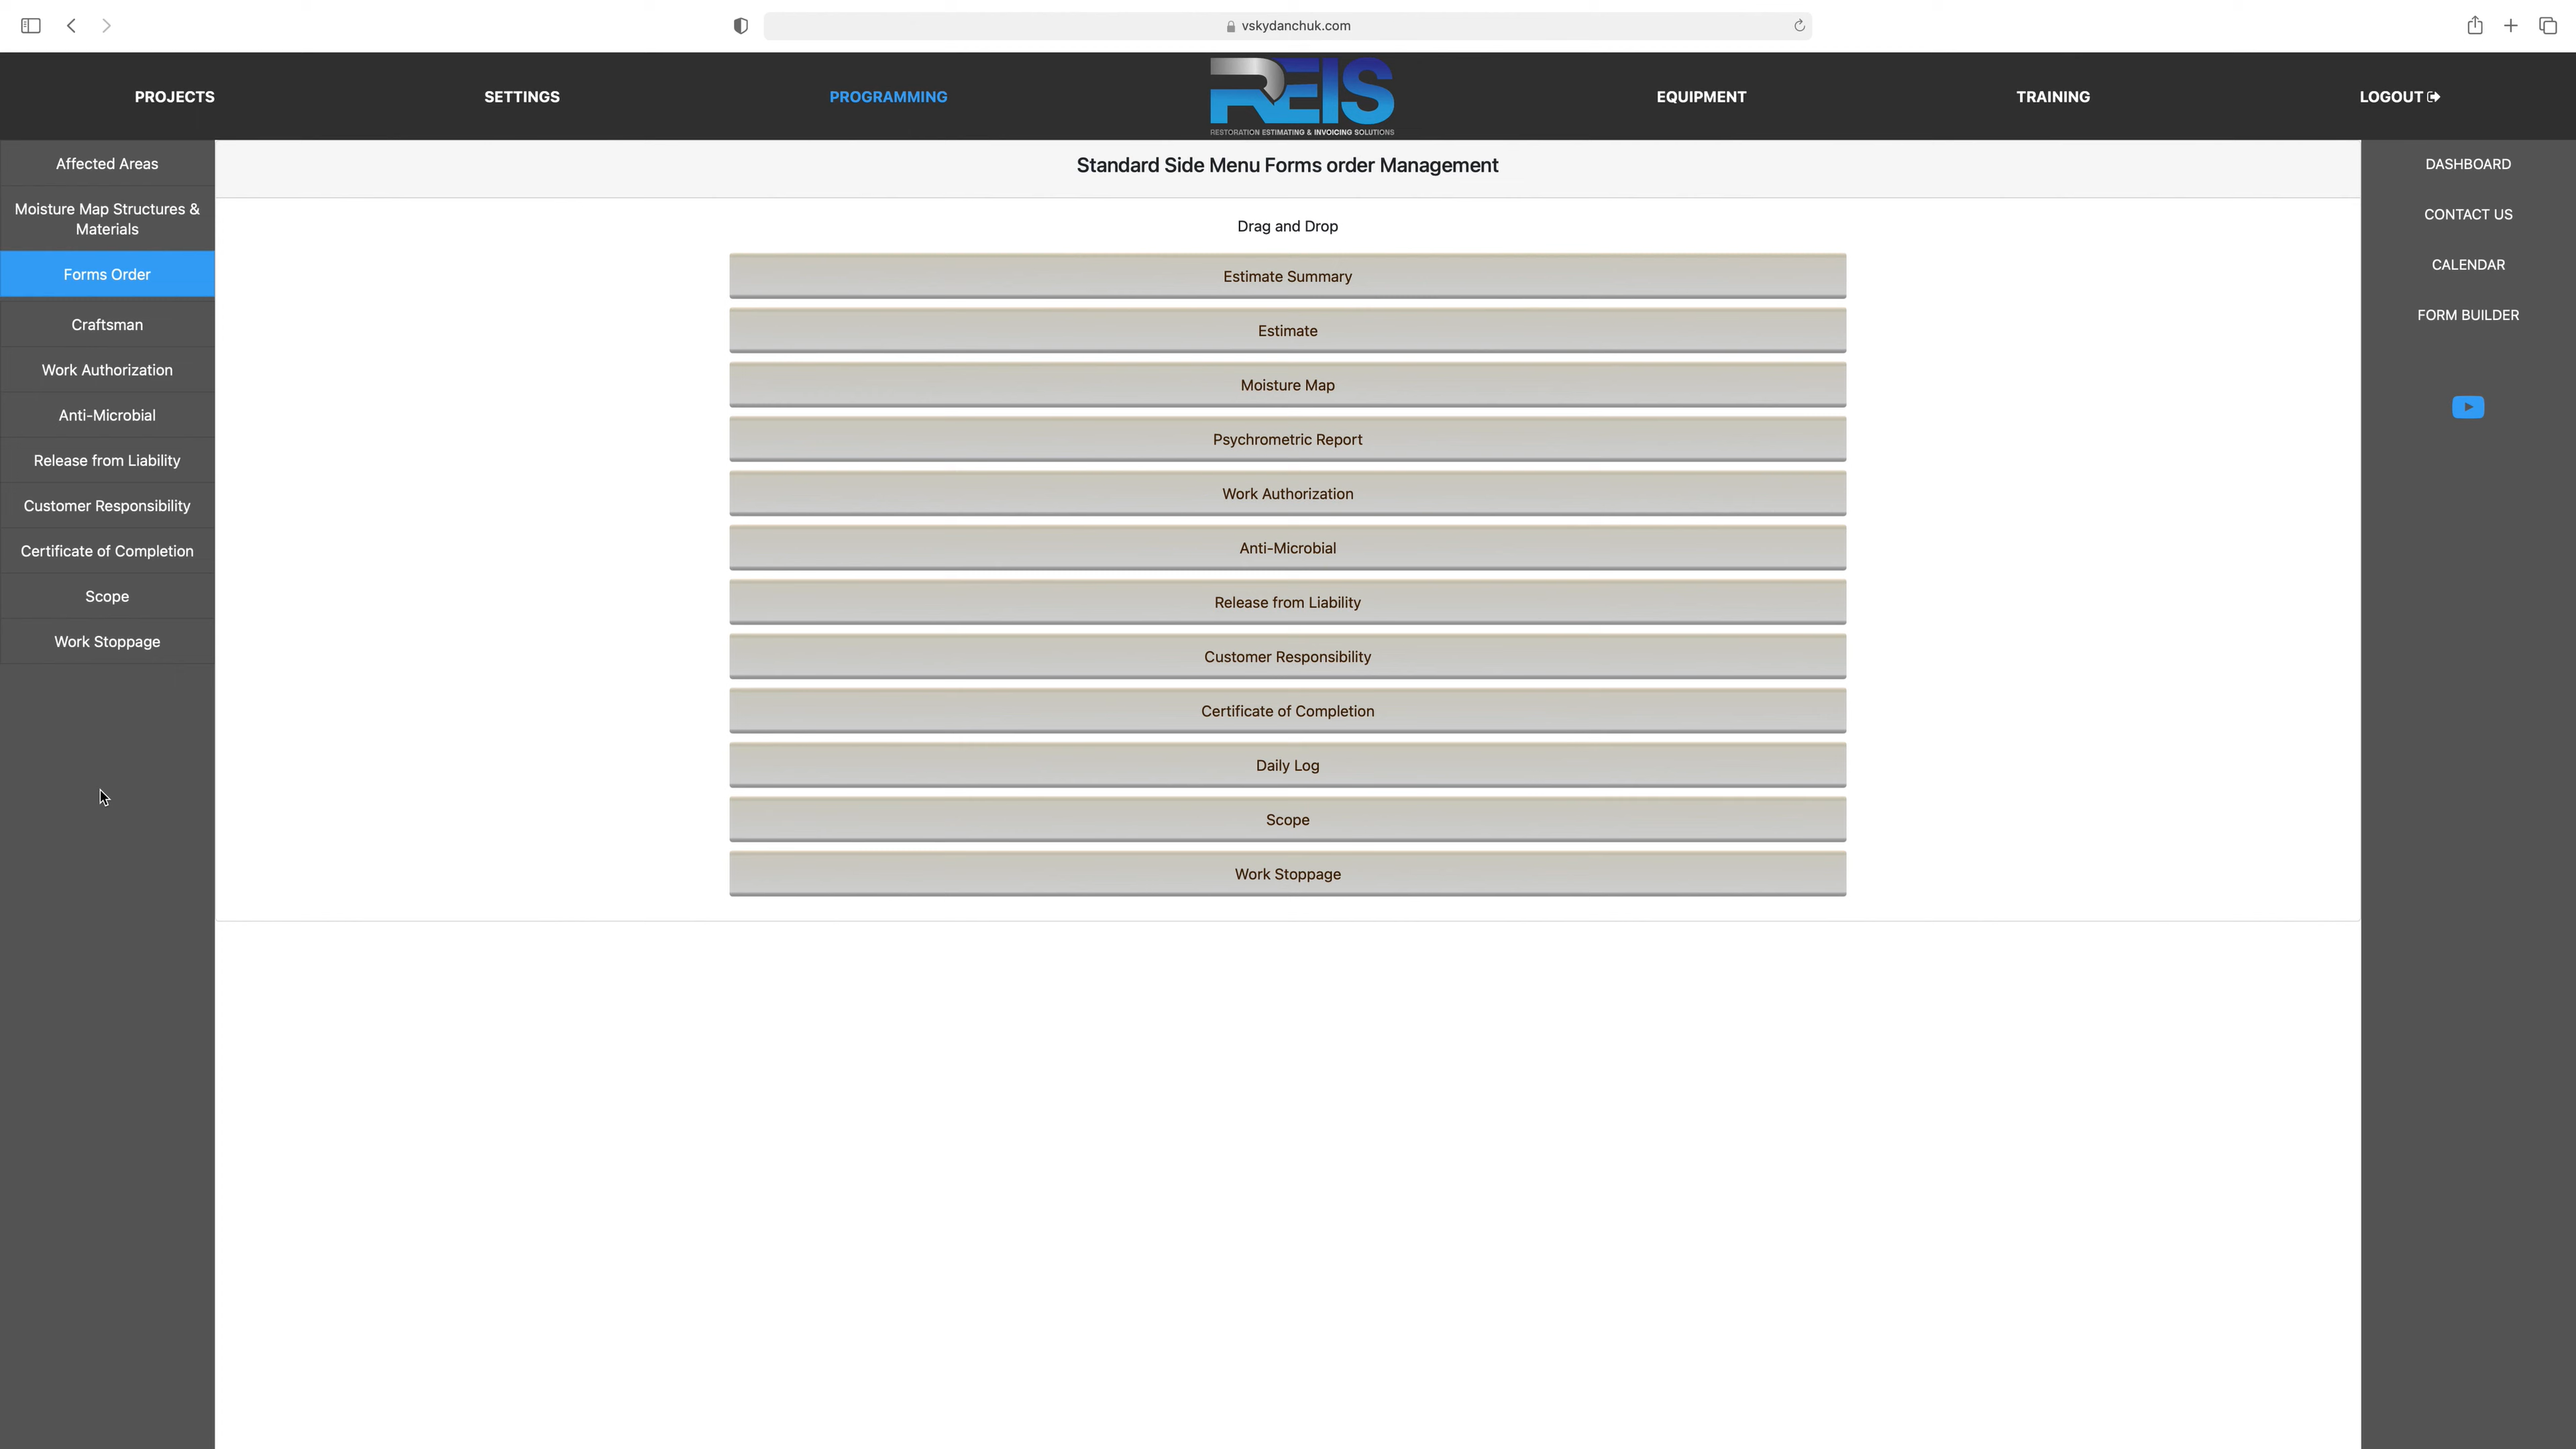 vskydanchuk.com
PROJECTS
SETTINGS
PROGRAMMING
REIS
RESTORATION ESTIMATING & INVOICING SOLUTIONS
EQUIPMENT
TRAINING
LOGOUT
Affected Areas
Moisture Map Structures &
Materials
Forms Order
Craftsman
Work Authorization
Anti-Microbial
Release from Liability
Customer Responsibility
Certificate of Completion
Scope
Work Stoppage
Standard Side Menu Forms order Management
Drag and Drop
Estimate Summary
Estimate
Moisture Map
Psychrometric Report
Work Authorization
Anti-Microbial
Release from Liability
Customer Responsibility
Certificate of Completion
Daily Log
Scope
Work Stoppage
DASHBOARD
CONTACT US
CALENDAR
FORM BUILDER